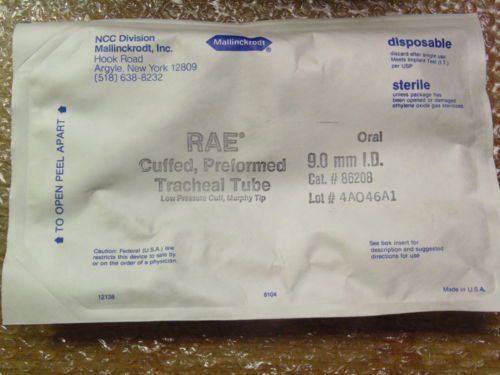 NCC Division
Mallinckrodt, Inc.
Hook Road
Argyle, New York 12809
(518) 638-8232
Mallinckrodt®
disposable
discard after single use
Meets Implant Test (I.T.)
per USP
sterile
unless package has
been opened or damaged
ethylene oxide gas sterilized.
↑ TO OPEN PEEL APART ↑
RAE®
Cuffed, Preformed
Tracheal Tube
Low Pressure Cuff, Murphy Tip
Oral
9.0 mm I.D.
Cat. # 86208
Lot # 4A046A1
Caution: Federal (U.S.A.) law
restricts this device to sale by
or on the order of a physician.
See box insert for
description and suggested
directions for use
12138
8104
Made in U.S.A.